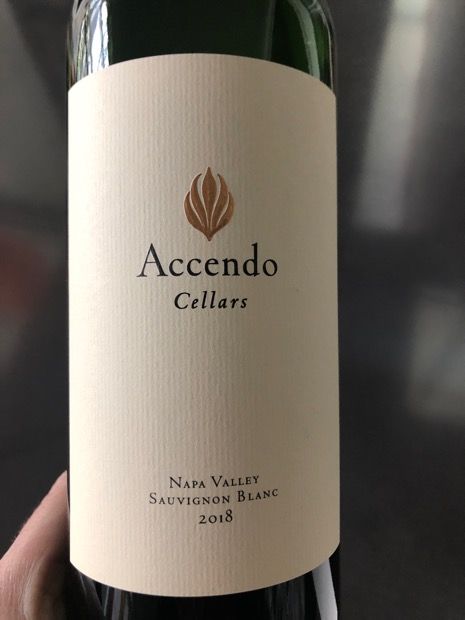 Accendo
Cellars
Napa Valley
Sauvignon Blanc
2018